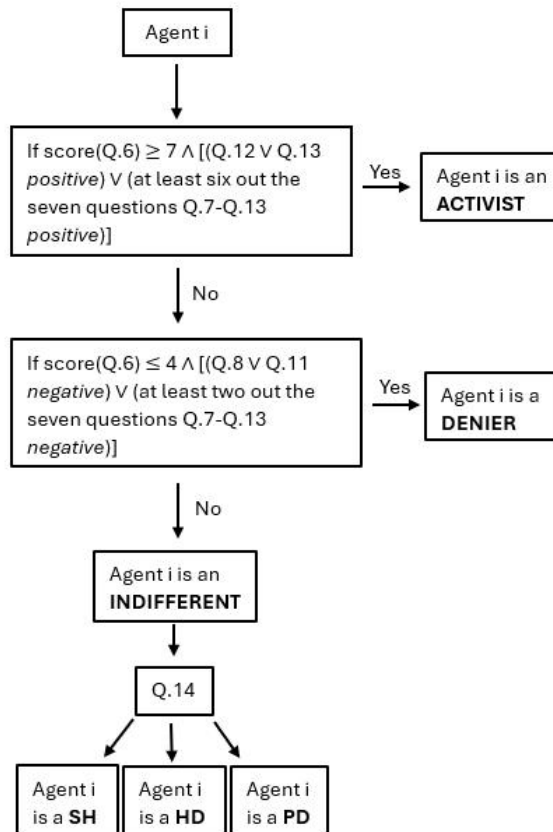 Agent i
If score(Q.6) ≥ 7 ∧ [(Q.12 ∨ Q.13
positive) ∨ (at least six out the
seven questions Q.7-Q.13
positive)]
Yes
Agent i is an
ACTIVIST
No
If score(Q.6) ≤ 4 ∧ [(Q.8 ∨ Q.11
negative) ∨ (at least two out the
seven questions Q.7-Q.13
negative)]
Yes
Agent i is a
DENIER
No
Agent i is an
INDIFFERENT
Q.14
Agent i
is a SH
Agent i
is a HD
Agent i
is a PD